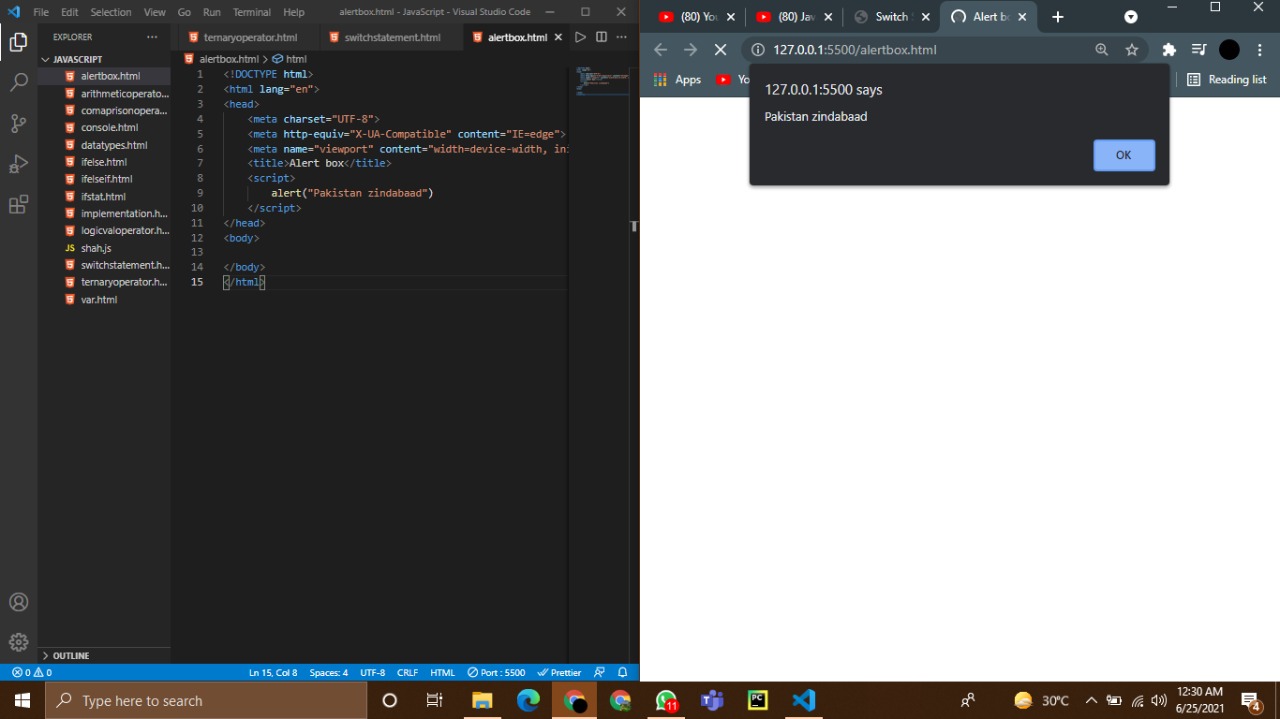 File Edit Selection View Go Run Terminal Help alertbox.html - JavaScript - Visual Studio Code
EXPLORER
JAVASCRIPT
alertbox.html
arithmeticoperato...
comaprisonopera...
console.html
datatypes.html
ifelse.html
ifelseif.html
ifstat.html
implementation.h...
logicvaloperator.h...
JS shah.js
switchstatement.h...
ternaryoperator.h...
var.html
OUTLINE
ternaryoperator.html switchstatement.html alertbox.html
alertbox.html > html
1 <!DOCTYPE html>
2 <html lang="en">
3 <head>
4 <meta charset="UTF-8">
5 <meta http-equiv="X-UA-Compatible" content="IE=edge">
6 <meta name="viewport" content="width=device-width, ini
7 <title>Alert box</title>
8 <script>
9 alert("Pakistan zindabaad")
10 </script>
11 </head>
12 <body>
13
14 </body>
15 </html>
0 0 Ln 15, Col 8 Spaces: 4 UTF-8 CRLF HTML Port : 5500 Prettier
(80) You (80) Jav Switch Alert bo
127.0.0.1:5500/alertbox.html
Apps Yo Reading list
127.0.0.1:5500 says
Pakistan zindabaad
OK
Type here to search
11
PC
30°C
12:30 AM
6/25/2021
4